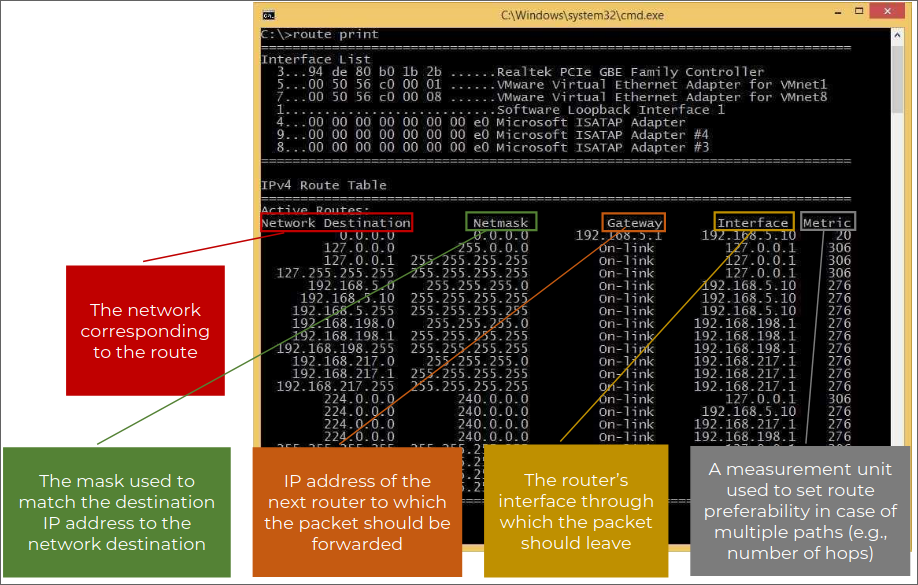 C:\Windows\system32\cmd.exe
C:\>route print
Interface List
3...94 de 80 b0 1b 2b ......Realtek PCIe GBE Family Controller
5...00 50 56 c0 00 01 ......VMware Virtual Ethernet Adapter for VMnet1
7...00 50 56 c0 00 08 ......VMware Virtual Ethernet Adapter for VMnet8
1...........................Software Loopback Interface 1
4...00 00 00 00 00 00 00 e0 Microsoft ISATAP Adapter
9...00 00 00 00 00 00 00 e0 Microsoft ISATAP Adapter #4
8...00 00 00 00 00 00 00 e0 Microsoft ISATAP Adapter #3
IPv4 Route Table
Active Routes:
Network Destination Netmask Gateway Interface Metric
0.0.0.0 0.0.0.0 192.168.5.1 192.168.5.10 20
127.0.0.0 255.0.0.0 On-link 127.0.0.1 306
127.0.0.1 255.255.255.255 On-link 127.0.0.1 306
127.255.255.255 255.255.255.255 On-link 127.0.0.1 306
192.168.5.0 255.255.255.0 On-link 192.168.5.10 276
192.168.5.10 255.255.255.255 On-link 192.168.5.10 276
192.168.5.255 255.255.255.255 On-link 192.168.5.10 276
192.168.198.0 255.255.255.0 On-link 192.168.198.1 276
192.168.198.1 255.255.255.255 On-link 192.168.198.1 276
192.168.198.255 255.255.255.255 On-link 192.168.198.1 276
192.168.217.0 255.255.255.0 On-link 192.168.217.1 276
192.168.217.1 255.255.255.255 On-link 192.168.217.1 276
192.168.217.255 255.255.255.255 On-link 192.168.217.1 276
224.0.0.0 240.0.0.0 On-link 127.0.0.1 306
224.0.0.0 240.0.0.0 On-link 192.168.5.10 276
224.0.0.0 240.0.0.0 On-link 192.168.217.1 276
224.0.0.0 240.0.0.0 On-link 192.168.198.1 276
The network
corresponding
to the route
The mask used to
match the destination
IP address to the
network destination
IP address of the
next router to which
the packet should be
forwarded
The router's
interface through
which the packet
should leave
A measurement unit
used to set route
preferability in case of
multiple paths (e.g.,
number of hops)